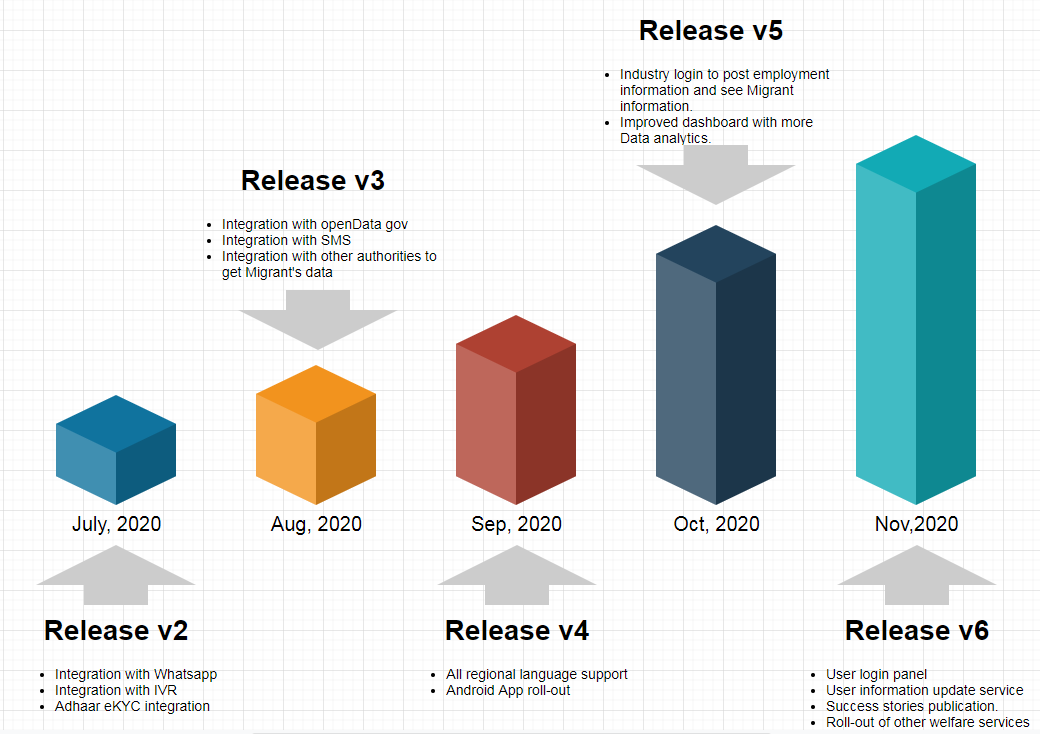 Release v5
Industry login to post employment
information and see Migrant
information.
Improved dashboard with more
Data analytics.
Release v3
Integration with openData gov
Integration with SMS
Integration with other authorities to
get Migrant's data
July, 2020
Aug, 2020
Sep, 2020
Oct, 2020
Nov,2020
Release v2
Integration with Whatsapp
Integration with IVR
Adhaar eKYC integration
Release v4
All regional language support
Android App roll-out
Release v6
User login panel
User information update service
Success stories publication.
Roll-out of other welfare services